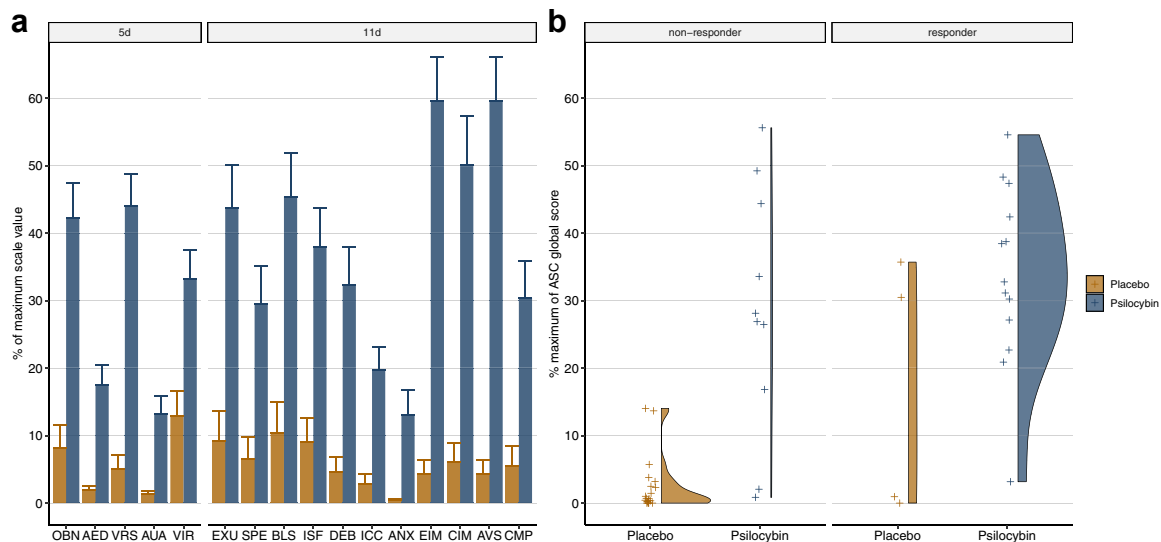 a
5d
11d
% of maximum scale value
60
50
40
30
20
10
0
OBN AED VRS AUA VIR
EXU SPE BLS ISF DEB ICC ANX EIM CIM AVS CMP
b
non−responder
responder
% maximum of ASC global score
60
50
40
30
20
10
0
Placebo
Psilocybin
Placebo
Psilocybin
Placebo
Psilocybin